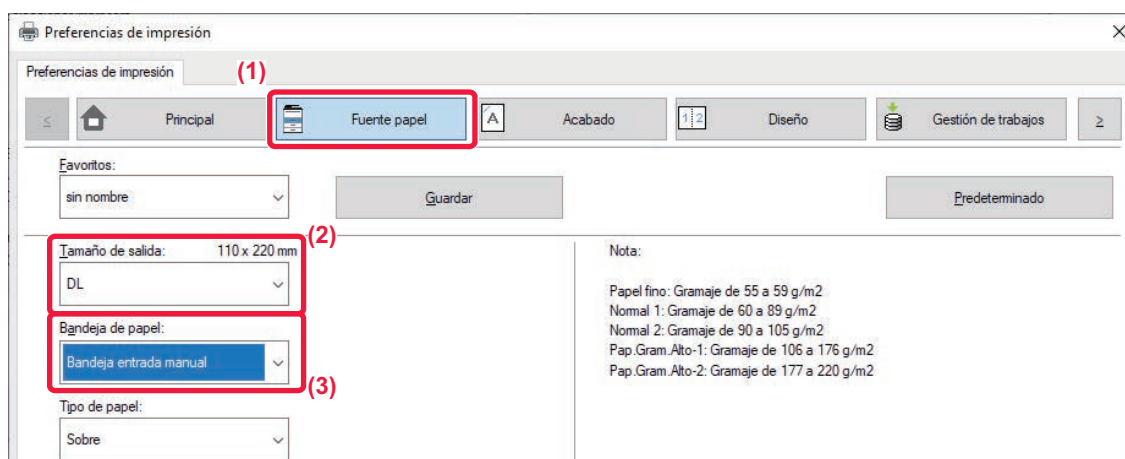 Preferencias de impresión
Preferencias de impresión
(1)
≤ Principal Fuente papel A Acabado 1 2 Diseño Gestión de trabajos ≥
Favoritos:
sin nombre Guardar Predeterminado
(2)
Tamaño de salida: 110 x 220 mm
DL
Bandeja de papel:
Bandeja entrada manual
(3)
Tipo de papel:
Sobre
Nota:
Papel fino: Gramaje de 55 a 59 g/m2
Normal 1: Gramaje de 60 a 89 g/m2
Normal 2: Gramaje de 90 a 105 g/m2
Pap.Gram.Alto-1: Gramaje de 106 a 176 g/m2
Pap.Gram.Alto-2: Gramaje de 177 a 220 g/m2